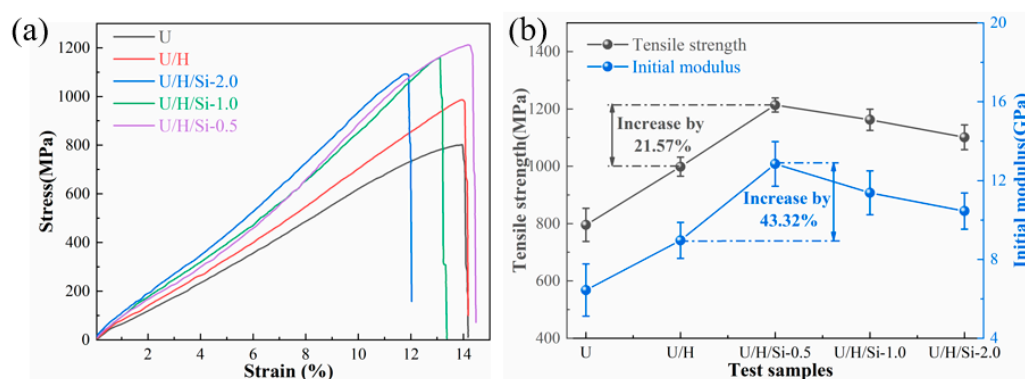 (a)
U
U/H
U/H/Si-2.0
U/H/Si-1.0
U/H/Si-0.5
Stress(MPa)
1200
1000
800
600
400
200
0
2
4
6
8
10
12
14
Strain (%)
(b)
Tensile strength
Initial modulus
Increase by
21.57%
Increase by
43.32%
Tensile strength(MPa)
1400
1200
1000
800
600
400
Initial modulus(GPa)
20
16
12
8
4
U
U/H
U/H/Si-0.5
U/H/Si-1.0
U/H/Si-2.0
Test samples